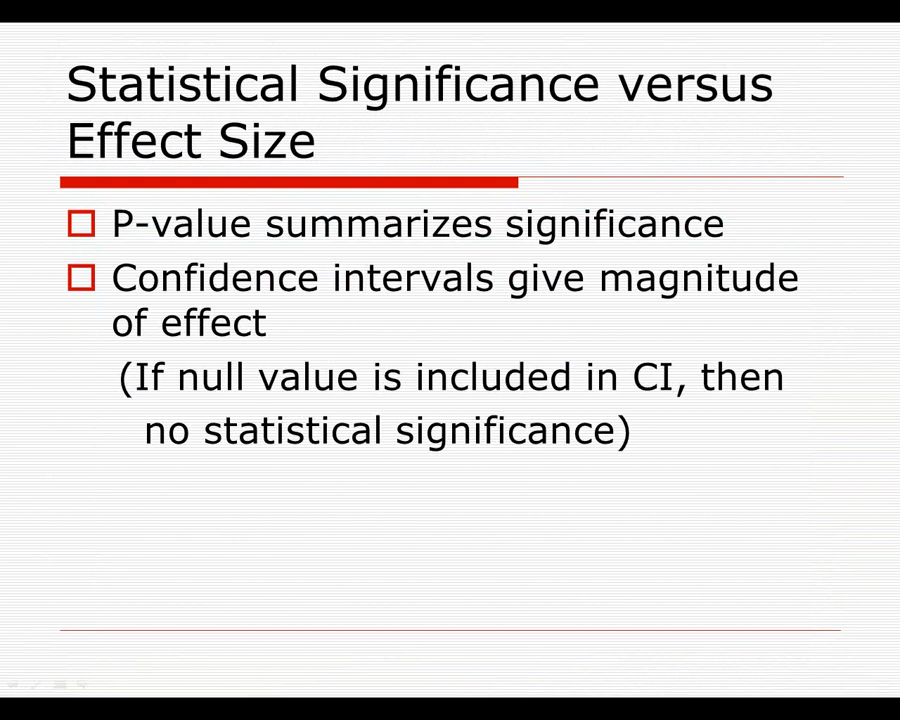 Statistical Significance versus
Effect Size
P-value summarizes significance
Confidence intervals give magnitude
of effect
(If null value is included in CI, then
no statistical significance)